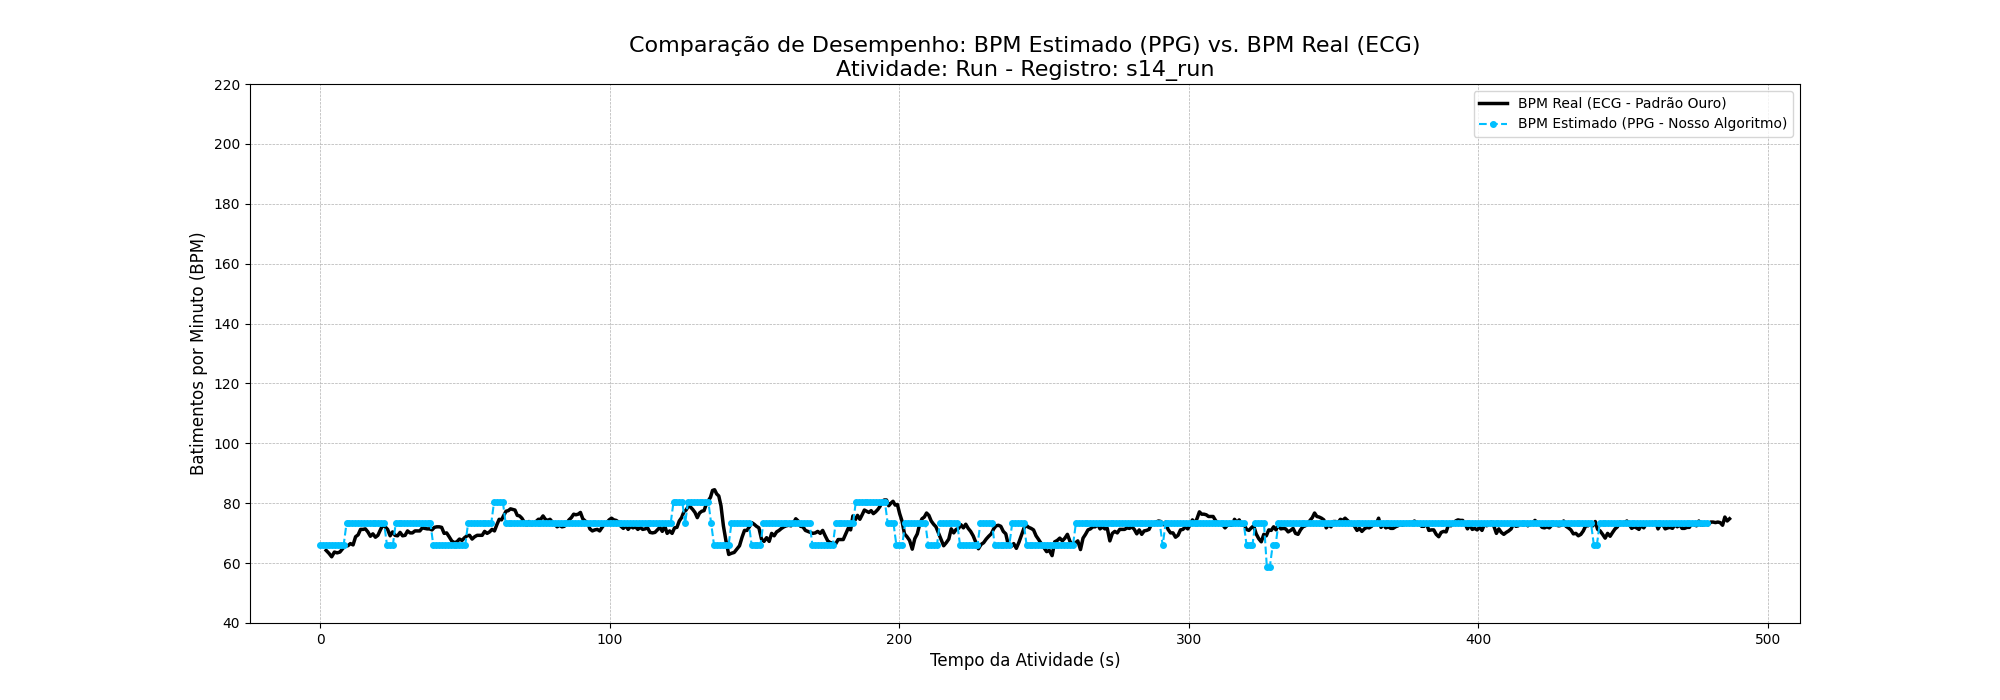 Comparação de Desempenho: BPM Estimado (PPG) vs. BPM Real (ECG)
Atividade: Run - Registro: s14_run
BPM Real (ECG - Padrão Ouro)
BPM Estimado (PPG - Nosso Algoritmo)
Batimentos por Minuto (BPM)
220
200
180
160
140
120
100
80
60
40
0 100 200 300 400 500
Tempo da Atividade (s)